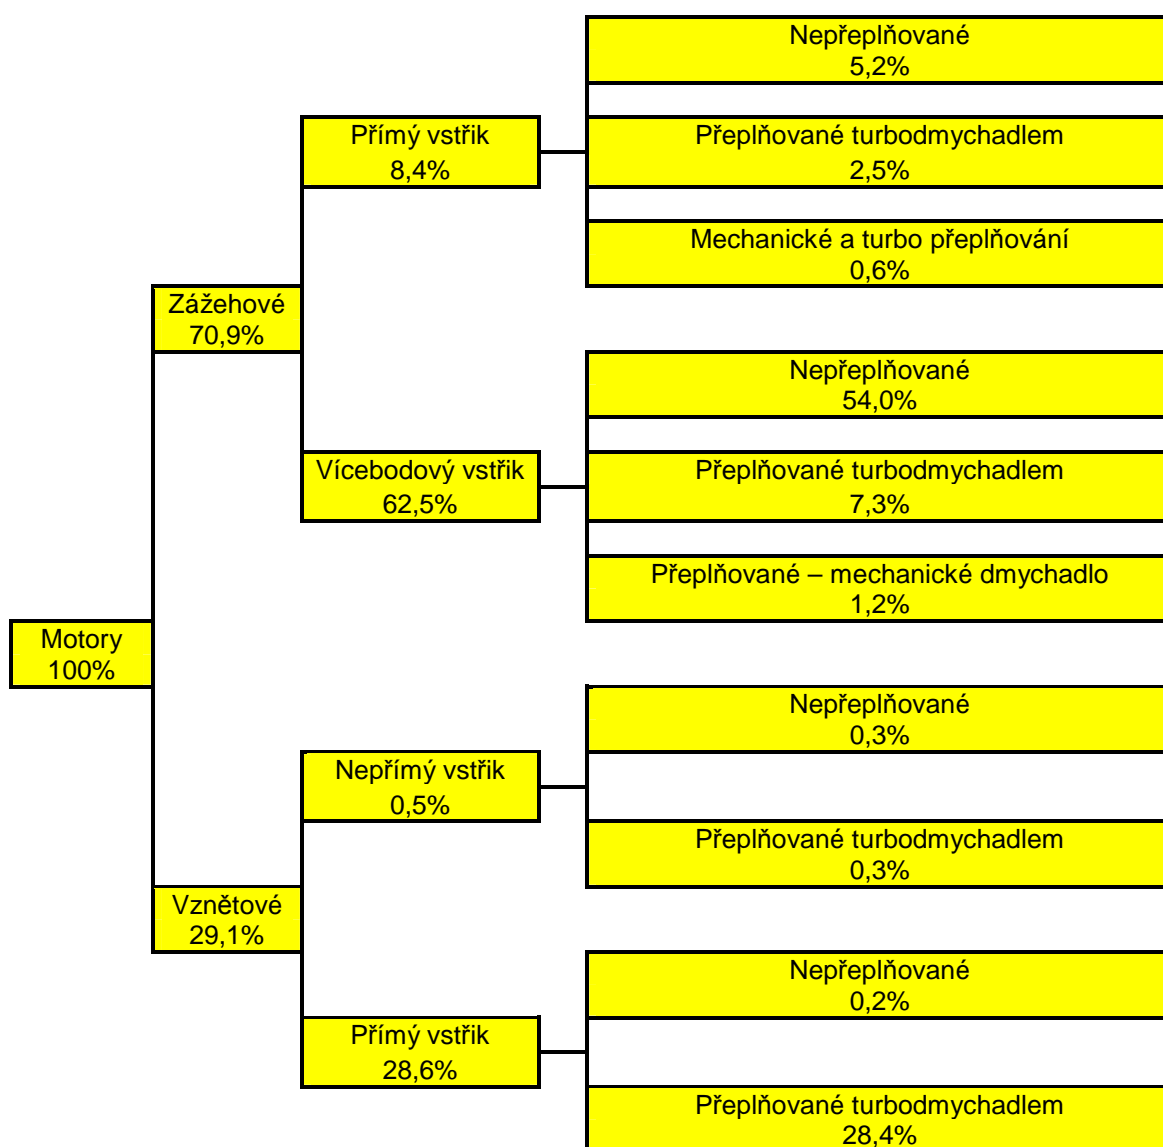 Nepřeplňované
5,2%
Přímý vstřik
8,4%
Přeplňované turbodmychadlem
2,5%
Mechanické a turbo přeplňování
0,6%
Zážehové
70,9%
Nepřeplňované
54,0%
Vícebodový vstřik
62,5%
Přeplňované turbodmychadlem
7,3%
Přeplňované – mechanické dmychadlo
1,2%
Motory
100%
Nepřeplňované
0,3%
Nepřímý vstřik
0,5%
Přeplňované turbodmychadlem
0,3%
Vznětové
29,1%
Nepřeplňované
0,2%
Přímý vstřik
28,6%
Přeplňované turbodmychadlem
28,4%